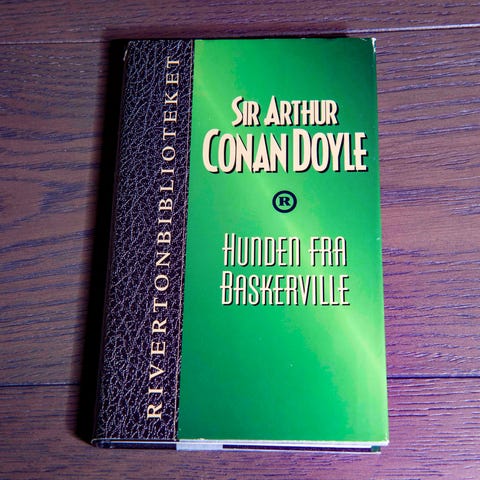 RIVERTONBIBLIOTEKET
SIR ARTHUR
CONAN DOYLE
®
HUNDEN FRA
BASKERVILLE